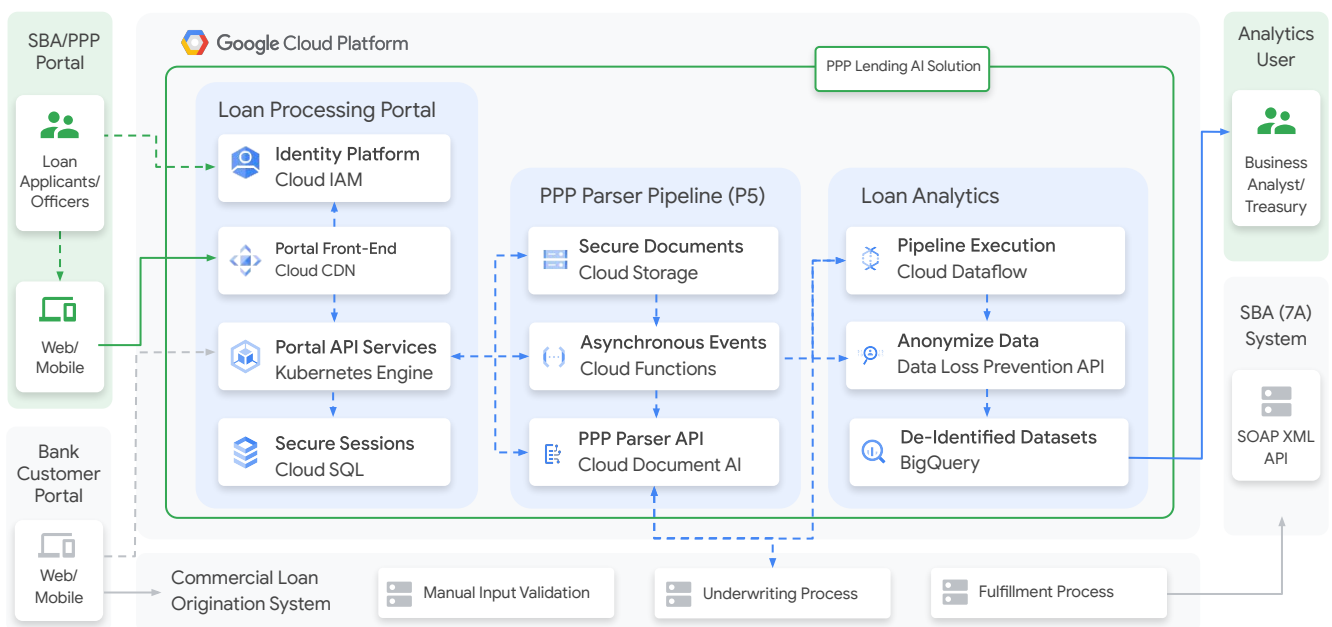 SBA/PPP
Portal
Loan
Applicants/
Officers
Web/
Mobile
Bank
Customer
Portal
Web/
Mobile
Google Cloud Platform
PPP Lending AI Solution
Loan Processing Portal
Identity Platform
Cloud IAM
Portal Front-End
Cloud CDN
Portal API Services
Kubernetes Engine
Secure Sessions
Cloud SQL
PPP Parser Pipeline (P5)
Secure Documents
Cloud Storage
Asynchronous Events
Cloud Functions
PPP Parser API
Cloud Document AI
Loan Analytics
Pipeline Execution
Cloud Dataflow
Anonymize Data
Data Loss Prevention API
De-Identified Datasets
BigQuery
Analytics
User
Business
Analyst/
Treasury
SBA (7A)
System
SOAP XML
API
Commercial Loan
Origination System
Manual Input Validation
Underwriting Process
Fulfillment Process